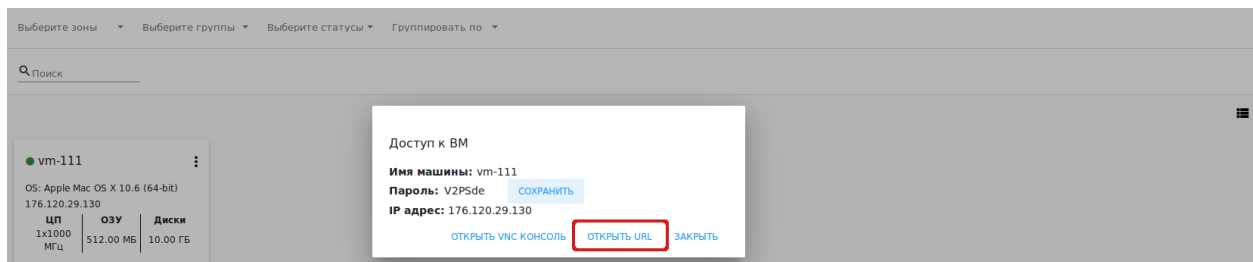 Выберите зоны Выберите группы Выберите статусы Группировать по
Поиск
Доступ к ВМ
vm-111
Имя машины: vm-111
OS: Apple Mac OS X 10.6 (64-bit)
Пароль: V2PSde СОХРАНИТЬ
176.120.29.130
IP адрес: 176.120.29.130
ЦП ОЗУ Диски
1x1000 МГц 512.00 МБ 10.00 ГБ
ОТКРЫТЬ VNC КОНСОЛЬ ОТКРЫТЬ URL ЗАКРЫТЬ